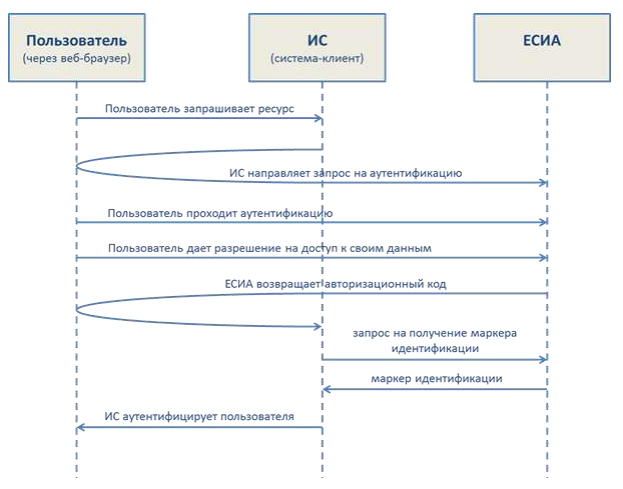 Пользователь
(через веб-браузер)
ИС
(система-клиент)
ЕСИА
Пользователь запрашивает ресурс
ИС направляет запрос на аутентификацию
Пользователь проходит аутентификацию
Пользователь дает разрешение на доступ к своим данным
ЕСИА возвращает авторизационный код
запрос на получение маркера
идентификации
маркер идентификации
ИС аутентифицирует пользователя